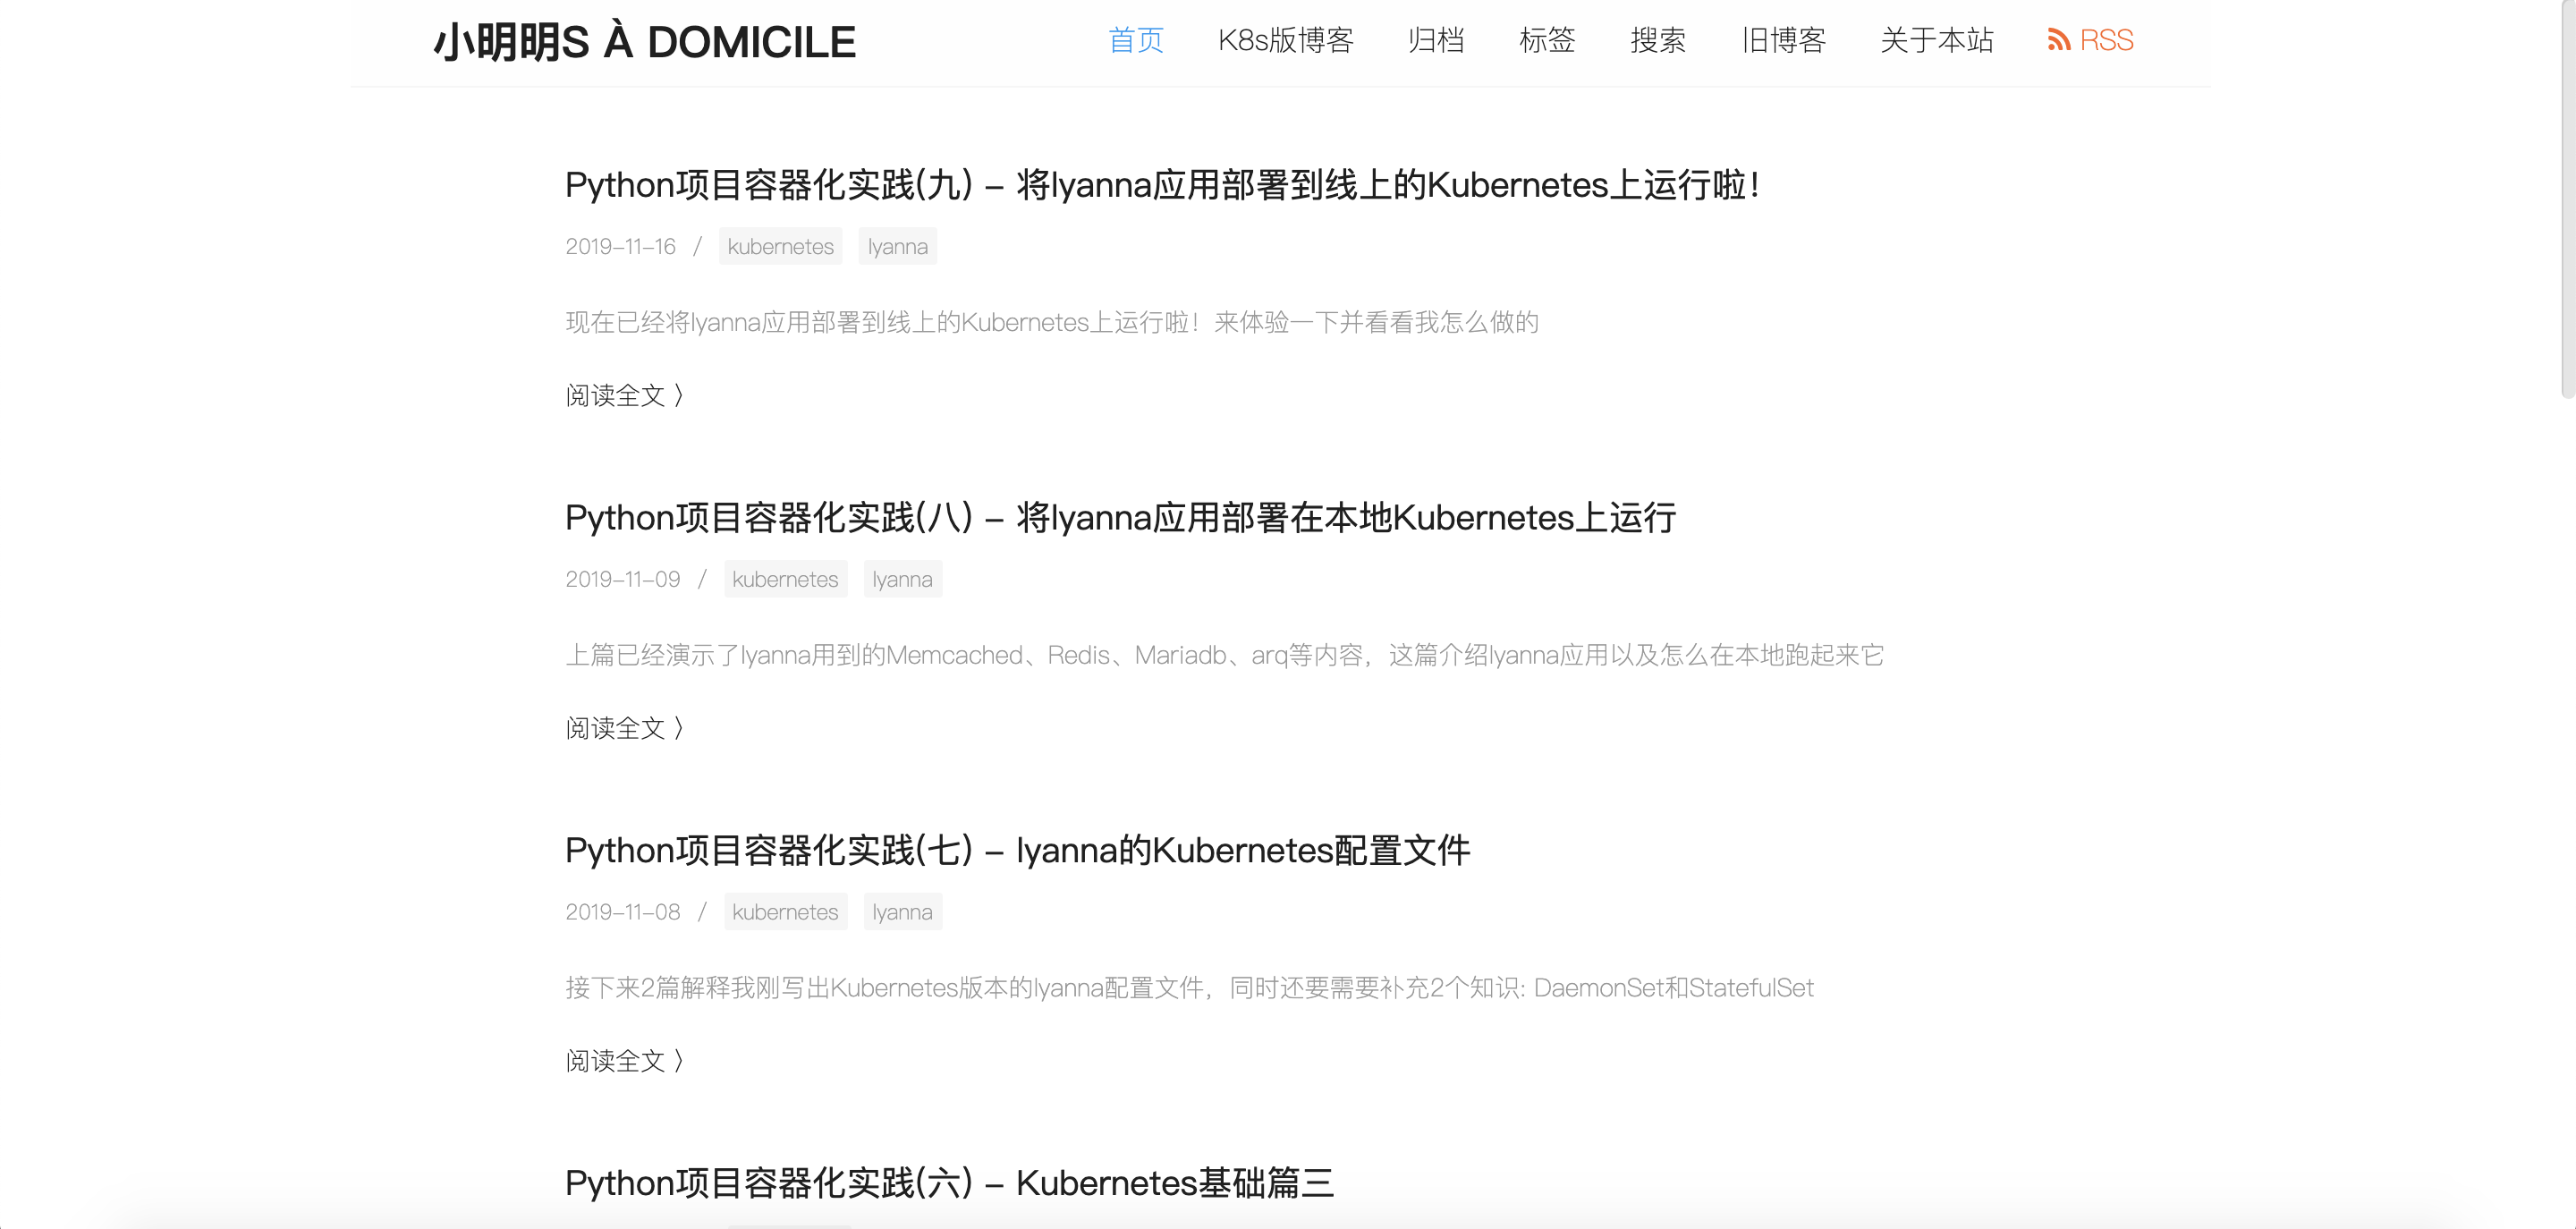 小明明S À DOMICILE
首页 K8s版博客 归档 标签 搜索 旧博客 关于本站 RSS
Python项目容器化实践(九) – 将lyanna应用部署到线上的Kubernetes上运行啦！
2019-11-16 / kubernetes lyanna
现在已经将lyanna应用部署到线上的Kubernetes上运行啦！来体验一下并看看我怎么做的
阅读全文 〉
Python项目容器化实践(八) – 将lyanna应用部署在本地Kubernetes上运行
2019-11-09 / kubernetes lyanna
上篇已经演示了lyanna用到的Memcached、Redis、Mariadb、arq等内容，这篇介绍lyanna应用以及怎么在本地跑起来它
阅读全文 〉
Python项目容器化实践(七) – lyanna的Kubernetes配置文件
2019-11-08 / kubernetes lyanna
接下来2篇解释我刚写出Kubernetes版本的lyanna配置文件，同时还要需要补充2个知识: DaemonSet和StatefulSet
阅读全文 〉
Python项目容器化实践(六) – Kubernetes基础篇三